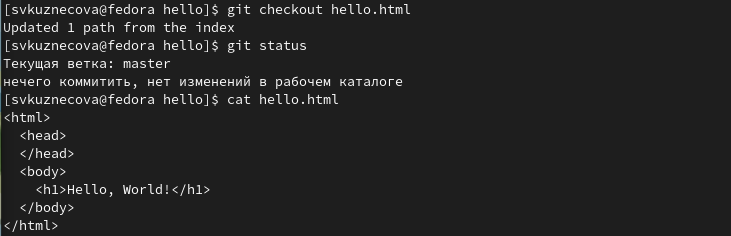 [svkuznecova@fedora hello]$ git checkout hello.html
Updated 1 path from the index
[svkuznecova@fedora hello]$ git status
Текущая ветка: master
нечего коммитить, нет изменений в рабочем каталоге
[svkuznecova@fedora hello]$ cat hello.html
<html>
  <head>
  </head>
  <body>
    <h1>Hello, World!</h1>
  </body>
</html>